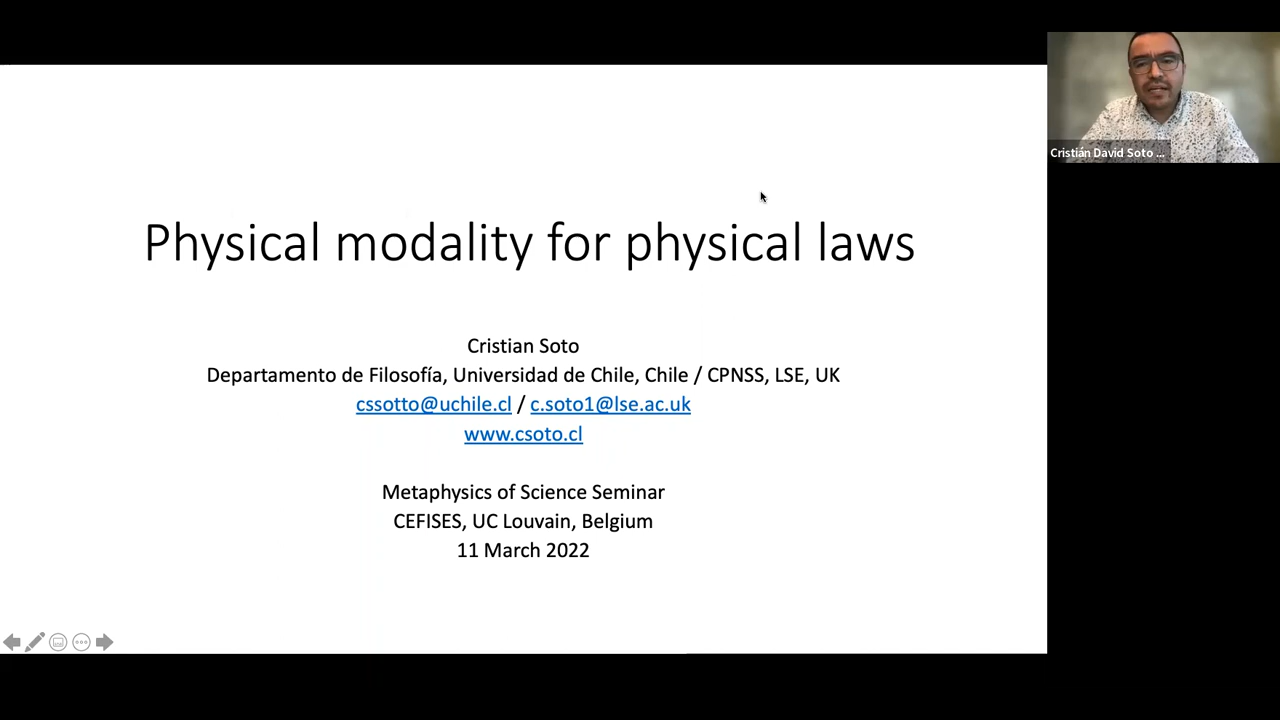 Physical modality for physical laws
Cristian Soto
Departamento de Filosofía, Universidad de Chile, Chile / CPNSS, LSE, UK
cssotto@uchile.cl / c.soto1@lse.ac.uk
www.csoto.cl
Metaphysics of Science Seminar
CEFISES, UC Louvain, Belgium
11 March 2022
Cristián David Soto ...